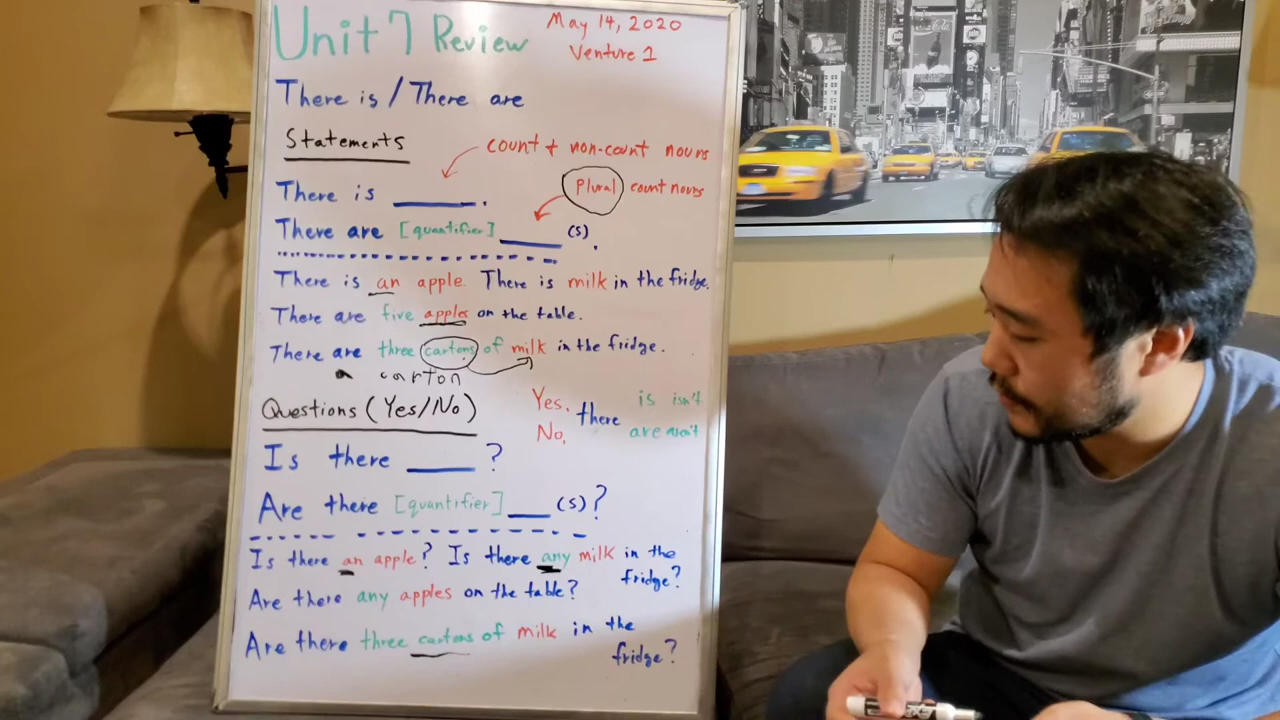 Unit 7 Review
May 14, 2020
Venture 1
There is / There are
Statements
count + non-count nouns
There is ______.
Plural count nouns
There are [quantifier] ____(s).
There is an apple. There is milk in the fridge.
There are five apples on the table.
There are three cartons of milk in the fridge.
a carton
Questions (Yes/No)
Yes, there is isn't
No, are aren't
Is there ____ ?
Are there [quantifier] ___(s)?
Is there an apple? Is there any milk in the fridge?
Are there any apples on the table?
Are there three cartons of milk in the fridge?